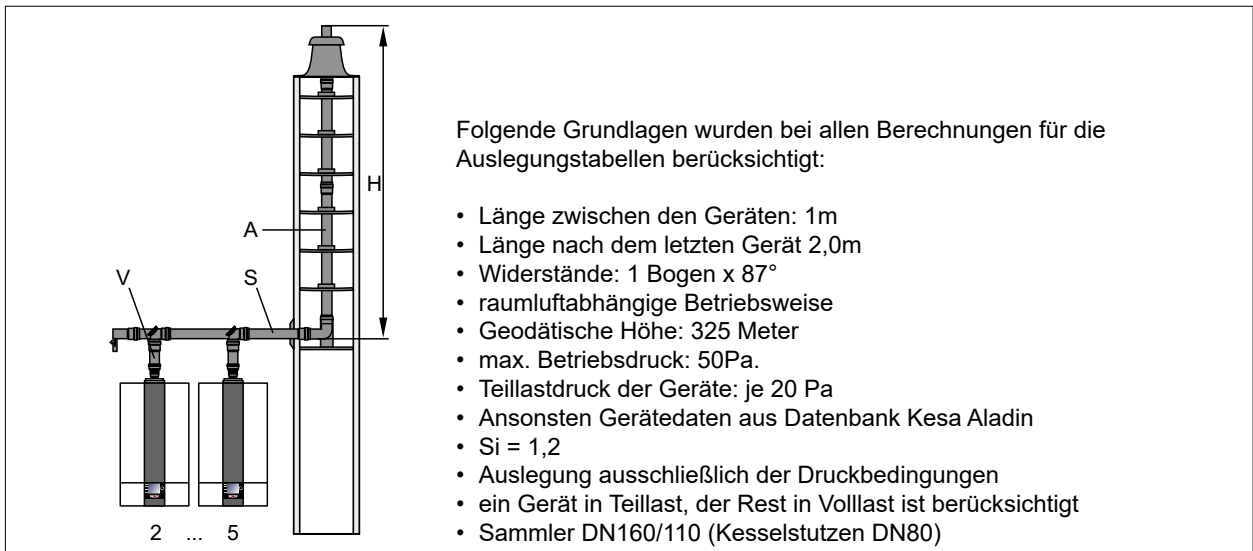 H
A
V
S
2 ... 5
Folgende Grundlagen wurden bei allen Berechnungen für die
Auslegungstabellen berücksichtigt:
• Länge zwischen den Geräten: 1m
• Länge nach dem letzten Gerät 2,0m
• Widerstände: 1 Bogen x 87°
• raumluftabhängige Betriebsweise
• Geodätische Höhe: 325 Meter
• max. Betriebsdruck: 50Pa.
• Teillastdruck der Geräte: je 20 Pa
• Ansonsten Gerätedaten aus Datenbank Kesa Aladin
• Si = 1,2
• Auslegung ausschließlich der Druckbedingungen
• ein Gerät in Teillast, der Rest in Volllast ist berücksichtigt
• Sammler DN160/110 (Kesselstutzen DN80)